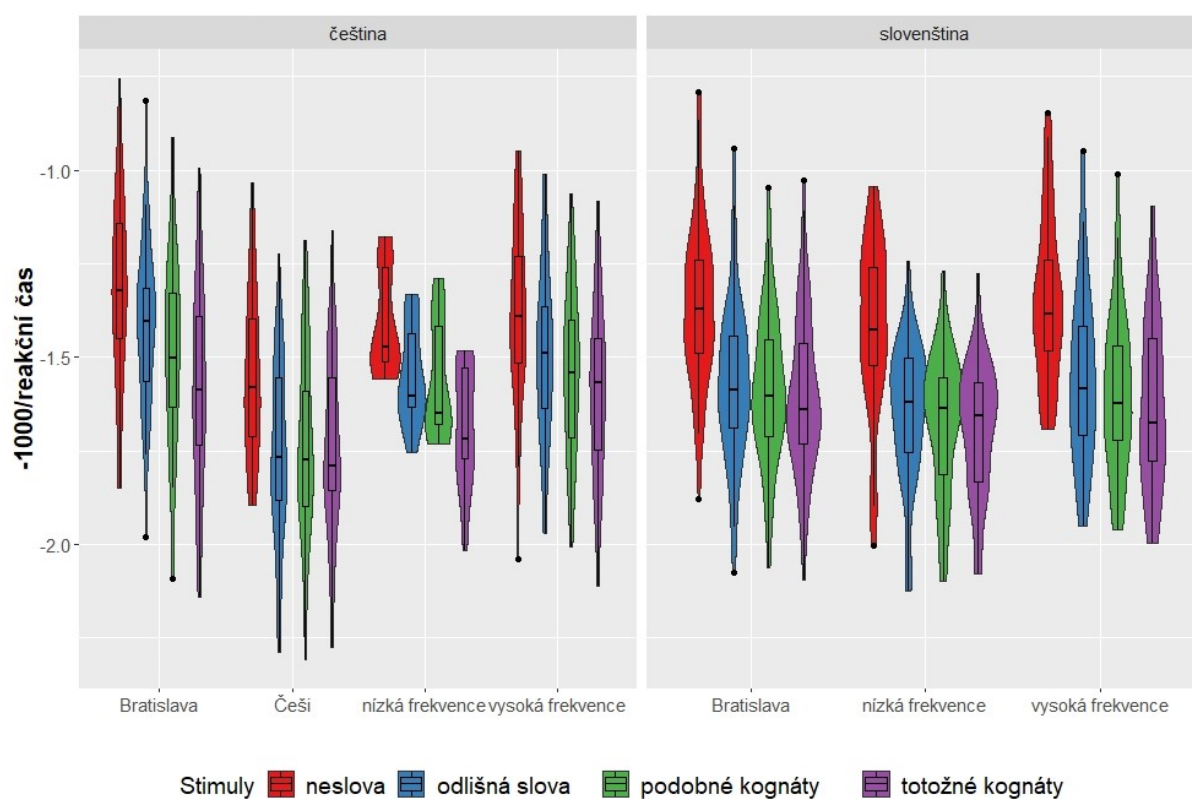 čeština
slovenština
-1000/reakční čas
-1.0
-1.5
-2.0
Bratislava Češi nízká frekvence vysoká frekvence
Bratislava nízká frekvence vysoká frekvence
Stimuly neslova odlišná slova podobné kognáty totožné kognáty